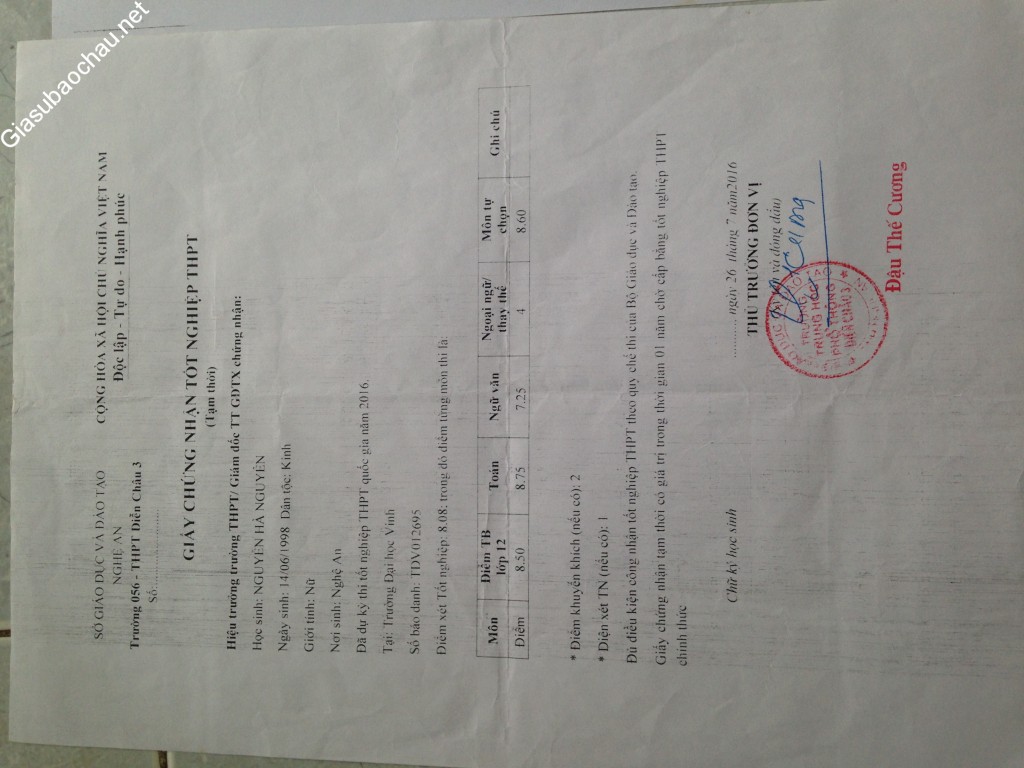 Giasubaochau.net
SỞ GIÁO DỤC VÀ ĐÀO TẠO
NGHỆ AN
Trường 056 - THPT Diễn Châu 3
Số:....................
CỘNG HÒA XÃ HỘI CHỦ NGHĨA VIỆT NAM
Độc lập - Tự do - Hạnh phúc
GIẤY CHỨNG NHẬN TỐT NGHIỆP THPT
(Tạm thời)
Hiệu trưởng trường THPT/ Giám đốc TT GDTX chứng nhận:
Học sinh: NGUYỄN HÀ NGUYÊN
Ngày sinh: 14/06/1998 Dân tộc: Kinh
Giới tính: Nữ
Nơi sinh: Nghệ An
Đã dự kỳ thi tốt nghiệp THPT quốc gia năm 2016.
Tại: Trường Đại học Vinh
Số báo danh: TDV012695
Điểm xét Tốt nghiệp: 8.08; trong đó điểm từng môn thi là:
Môn Điểm TB lớp 12 Toán Ngữ văn Ngoại ngữ/ thay thế Môn tự chọn Ghi chú
Điểm 8.50 8.75 7.25 4 8.60
* Điểm khuyến khích (nếu có): 2
* Diện xét TN (nếu có): 1
Đủ điều kiện công nhận tốt nghiệp THPT theo quy chế thi của Bộ Giáo dục và Đào tạo.
Giấy chứng nhận tạm thời có giá trị trong thời gian 01 năm chờ cấp bằng tốt nghiệp THPT
chính thức
.......... ngày 26 tháng 7 năm2016
Chữ ký học sinh
THỦ TRƯỞNG ĐƠN VỊ
và đóng dấu)
TRƯỜNG
TRUNG HỌC
PHỔ THÔNG
DIỄN CHÂU 3
Đậu Thế Cường